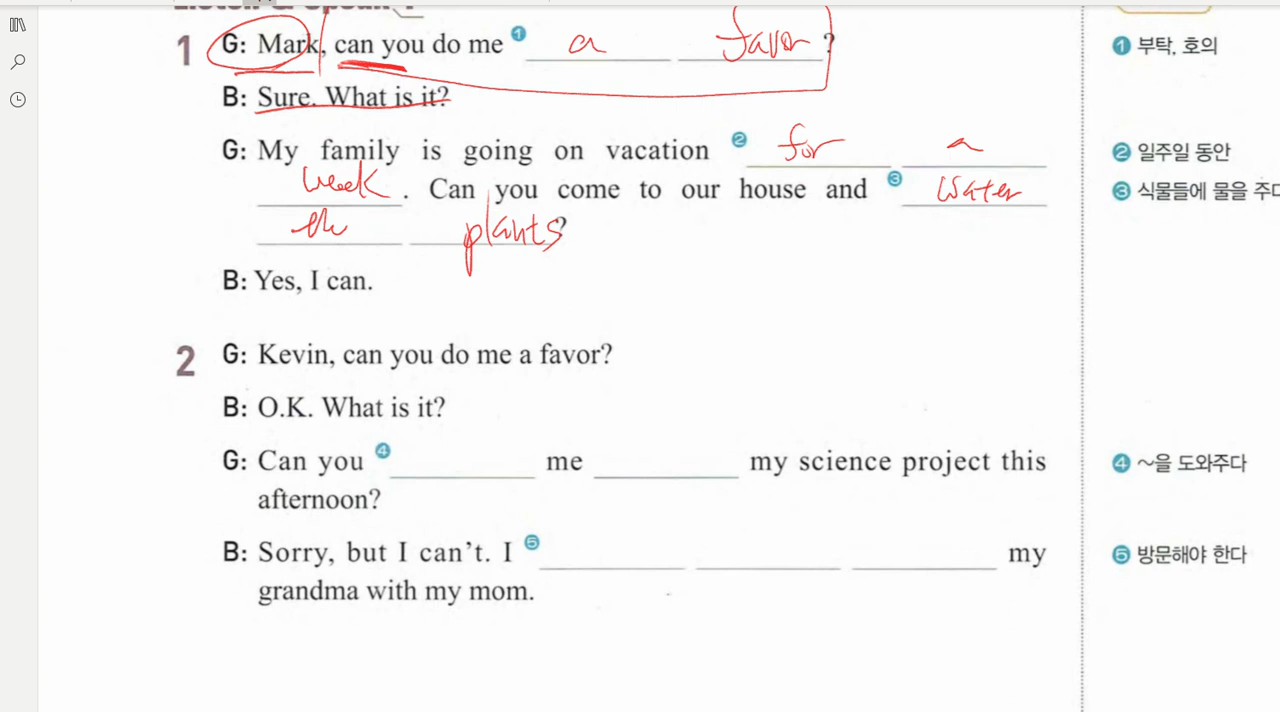 1 G: Mark, can you do me ❶ a favor ? ❶ 부탁, 호의
B: Sure. What is it?
G: My family is going on vacation ❷ for a ❷ 일주일 동안
week . Can you come to our house and ❸ water ❸ 식물들에 물을 주다
the plants?
B: Yes, I can.
2 G: Kevin, can you do me a favor?
B: O.K. What is it?
G: Can you ❹ me my science project this ❹ ~을 도와주다
afternoon?
B: Sorry, but I can't. I ❺ my ❺ 방문해야 한다
grandma with my mom.